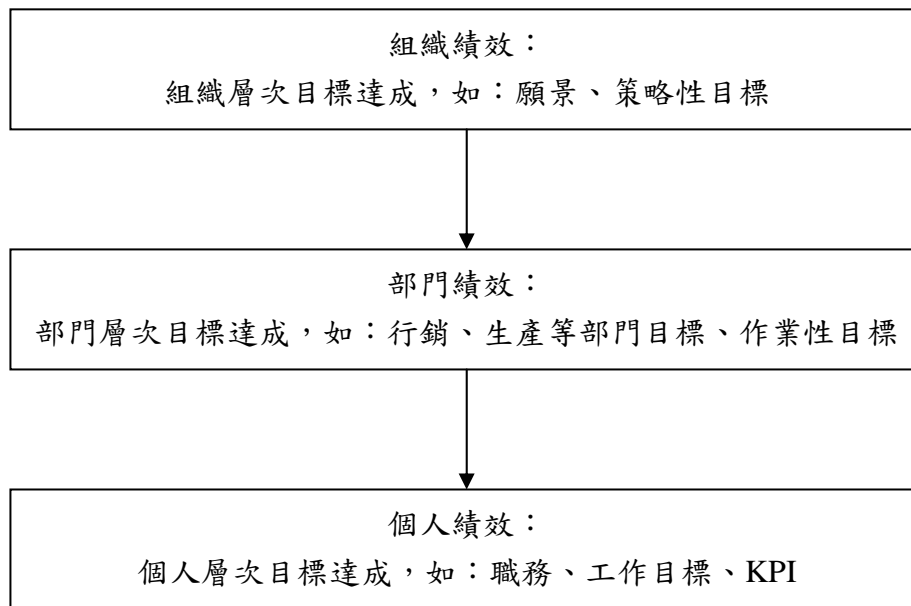 組織績效：
組織層次目標達成，如：願景、策略性目標
部門績效：
部門層次目標達成，如：行銷、生產等部門目標、作業性目標
個人績效：
個人層次目標達成，如：職務、工作目標、KPI